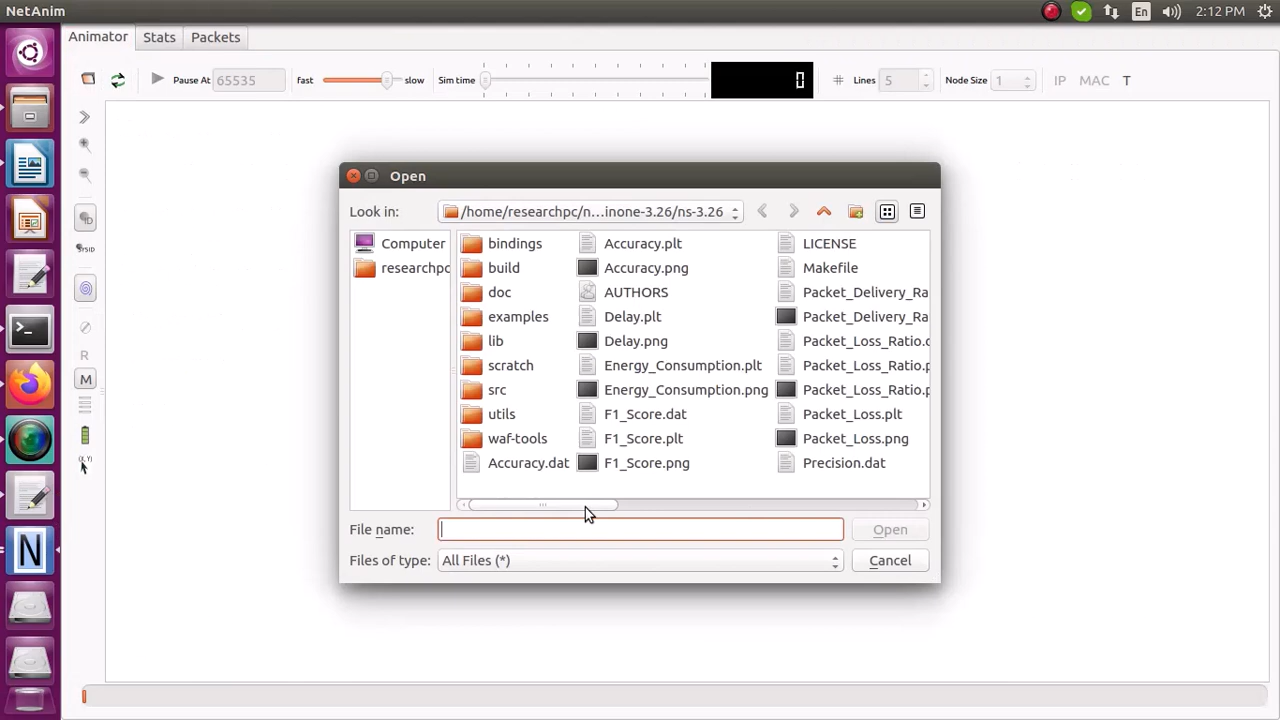 NetAnim
En
2:12 PM
Animator
Stats
Packets
Pause At
65535
fast
slow
Sim time
0
Lines
5
Node Size
1
IP
MAC
T
ID
SYSID
R
M
(X,Y)
N
Open
Look in:
/home/researchpc/n...inone-3.26/ns-3.26
Computer
researchpc
bindings
build
doc
examples
lib
scratch
src
utils
waf-tools
Accuracy.dat
Accuracy.plt
Accuracy.png
AUTHORS
Delay.plt
Delay.png
Energy_Consumption.plt
Energy_Consumption.png
F1_Score.dat
F1_Score.plt
F1_Score.png
LICENSE
Makefile
Packet_Delivery_Ra
Packet_Delivery_Ra
Packet_Loss_Ratio.d
Packet_Loss_Ratio.p
Packet_Loss_Ratio.p
Packet_Loss.plt
Packet_Loss.png
Precision.dat
File name:
Open
Files of type:
All Files (*)
Cancel